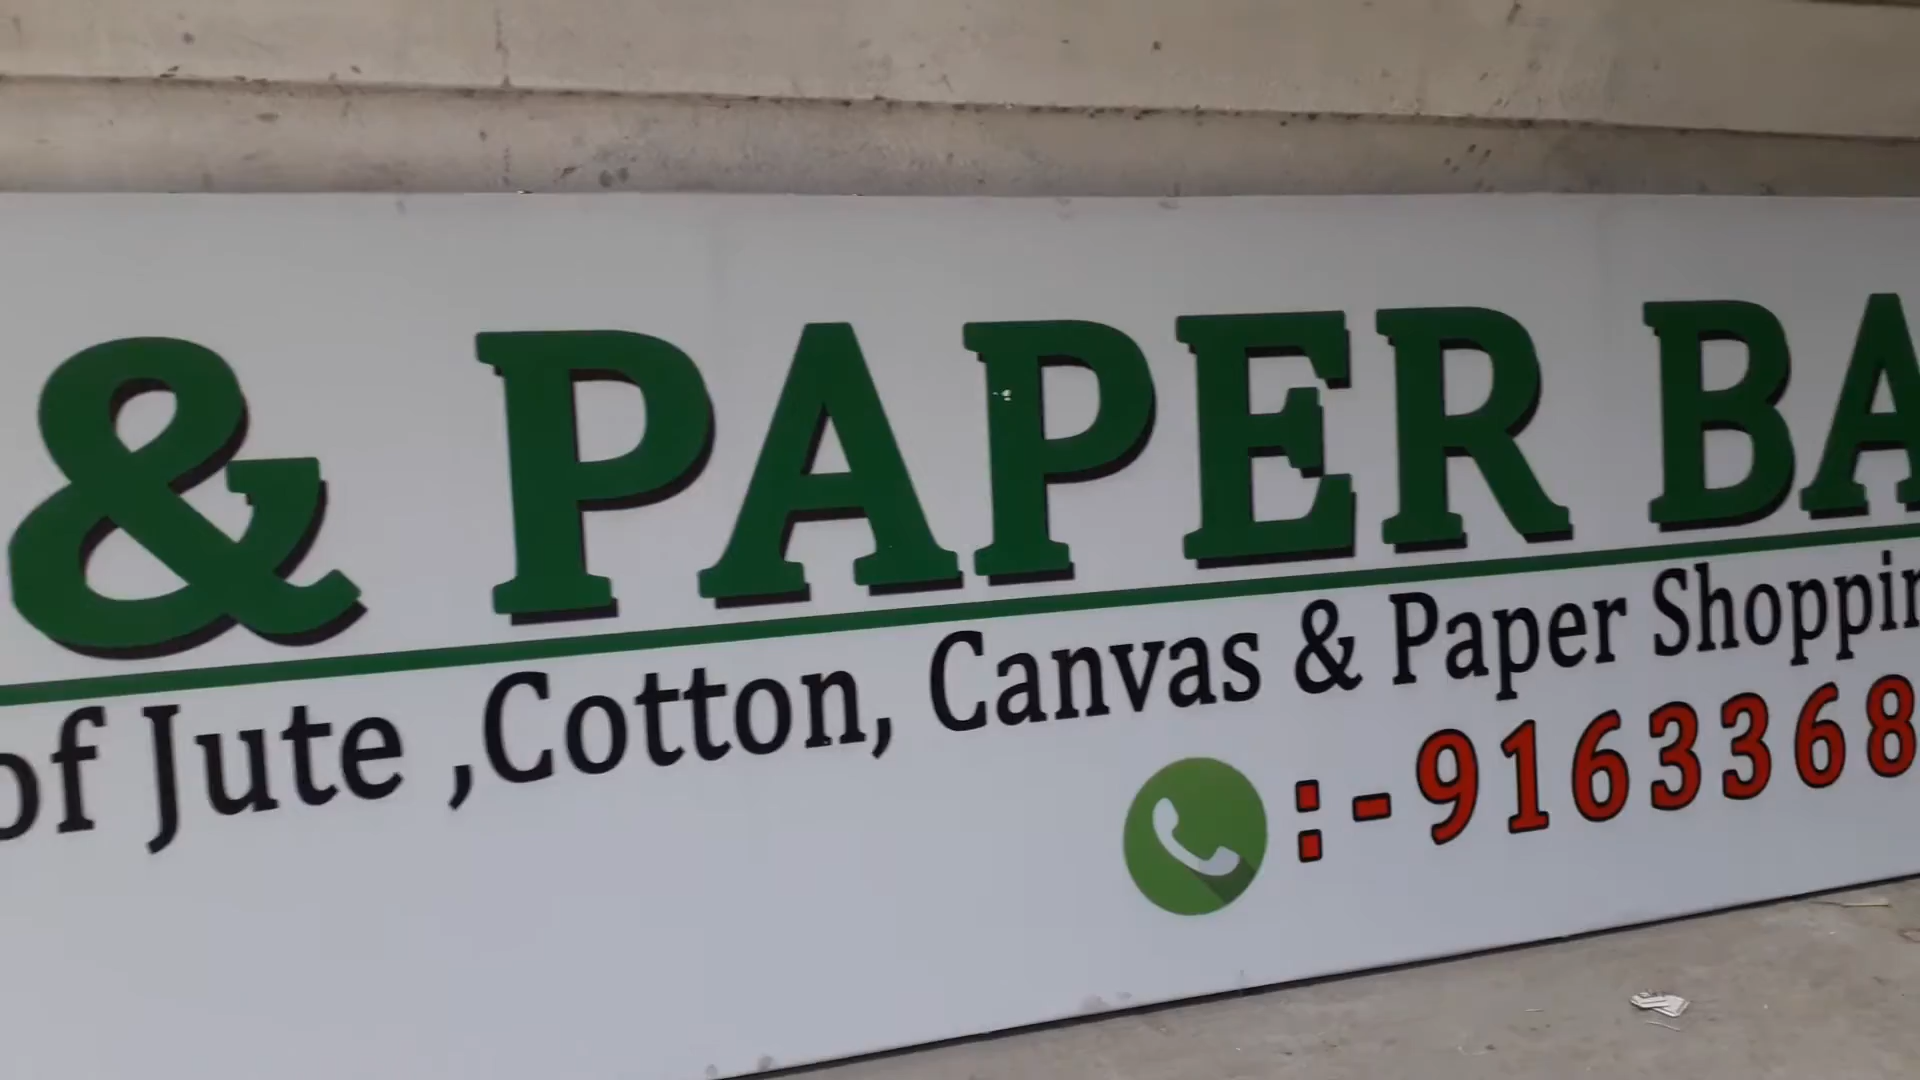 & PAPER BA
of Jute ,Cotton, Canvas & Paper Shoppin
:-9163368